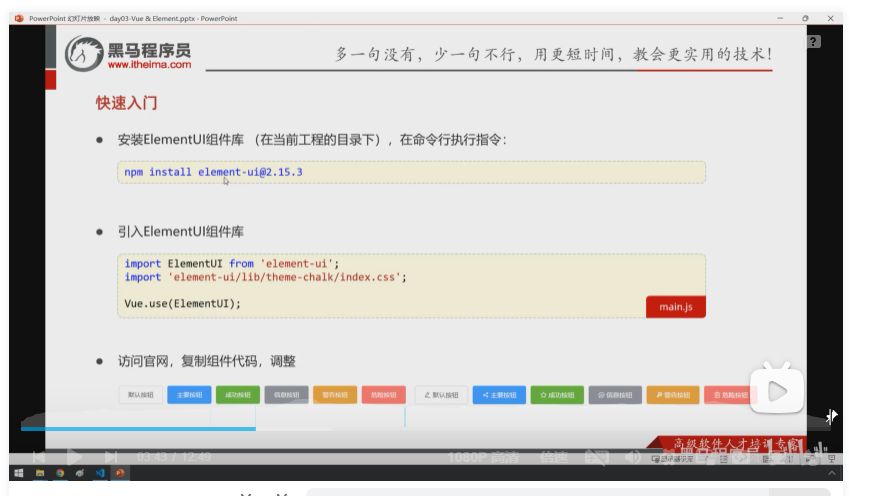 PowerPoint 幻灯片放映 - day03-Vue & Element.pptx - PowerPoint
黑马程序员
www.itheima.com
多一句没有，少一句不行，用更短时间，教会更实用的技术！
?
快速入门
安装ElementUI组件库 （在当前工程的目录下），在命令行执行指令：
npm install element-ui@2.15.3
引入ElementUI组件库
import ElementUI from 'element-ui';
import 'element-ui/lib/theme-chalk/index.css';
Vue.use(ElementUI);
main.js
访问官网，复制组件代码，调整
默认按钮 主要按钮 成功按钮 信息按钮 警告按钮 危险按钮 默认按钮 主要按钮 成功按钮 信息按钮 警告按钮 危险按钮
高级软件人才培训专家
03:43 / 12:49 1080P 高清 倍速